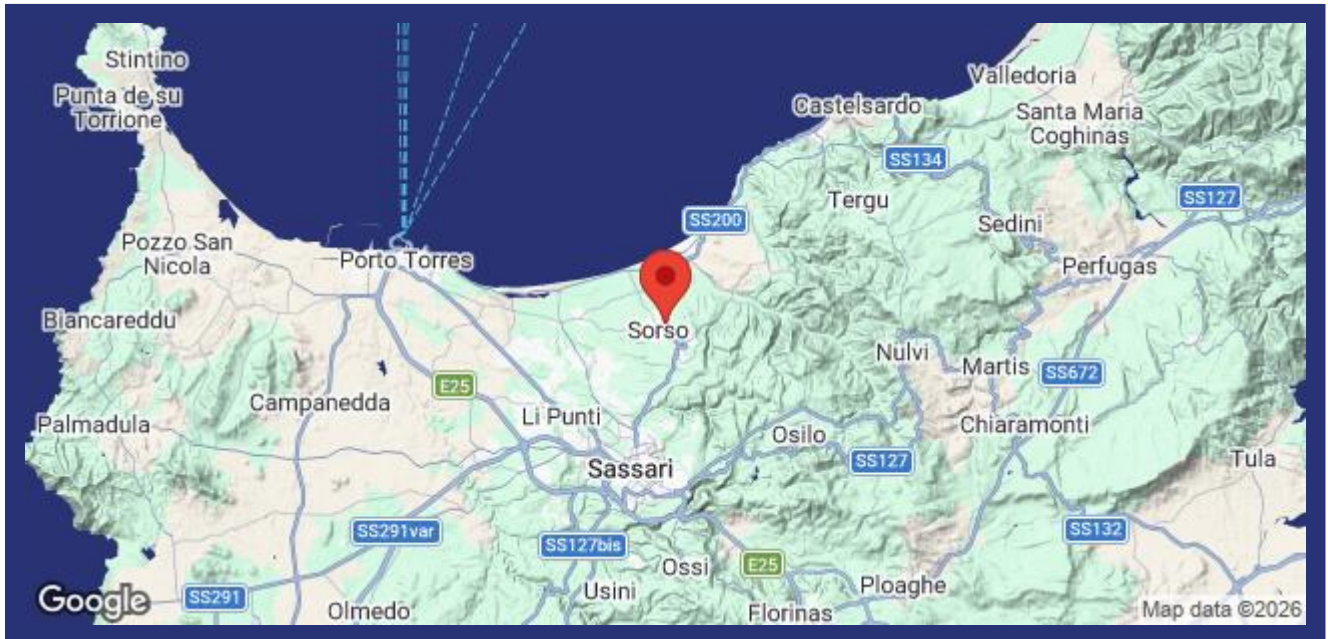 Stintino
Valledoria
Punta de su
Torrione
Castelsardo
Santa Maria
Coghinas
SS134
SS127
Tergu
SS200
Sedini
Pozzo San
Nicola
Porto Torres
Perfugas
Biancareddu
Sorso
Nulvi
Martis
SS672
E25
Campanedda
Li Punti
Palmadula
Chiaramonti
Osilo
SS127
Tula
Sassari
SS291var
SS127bis
SS132
Ossi
E25
Ploaghe
Usini
Google
SS291
Olmedo
Florinas
Map data ©2026